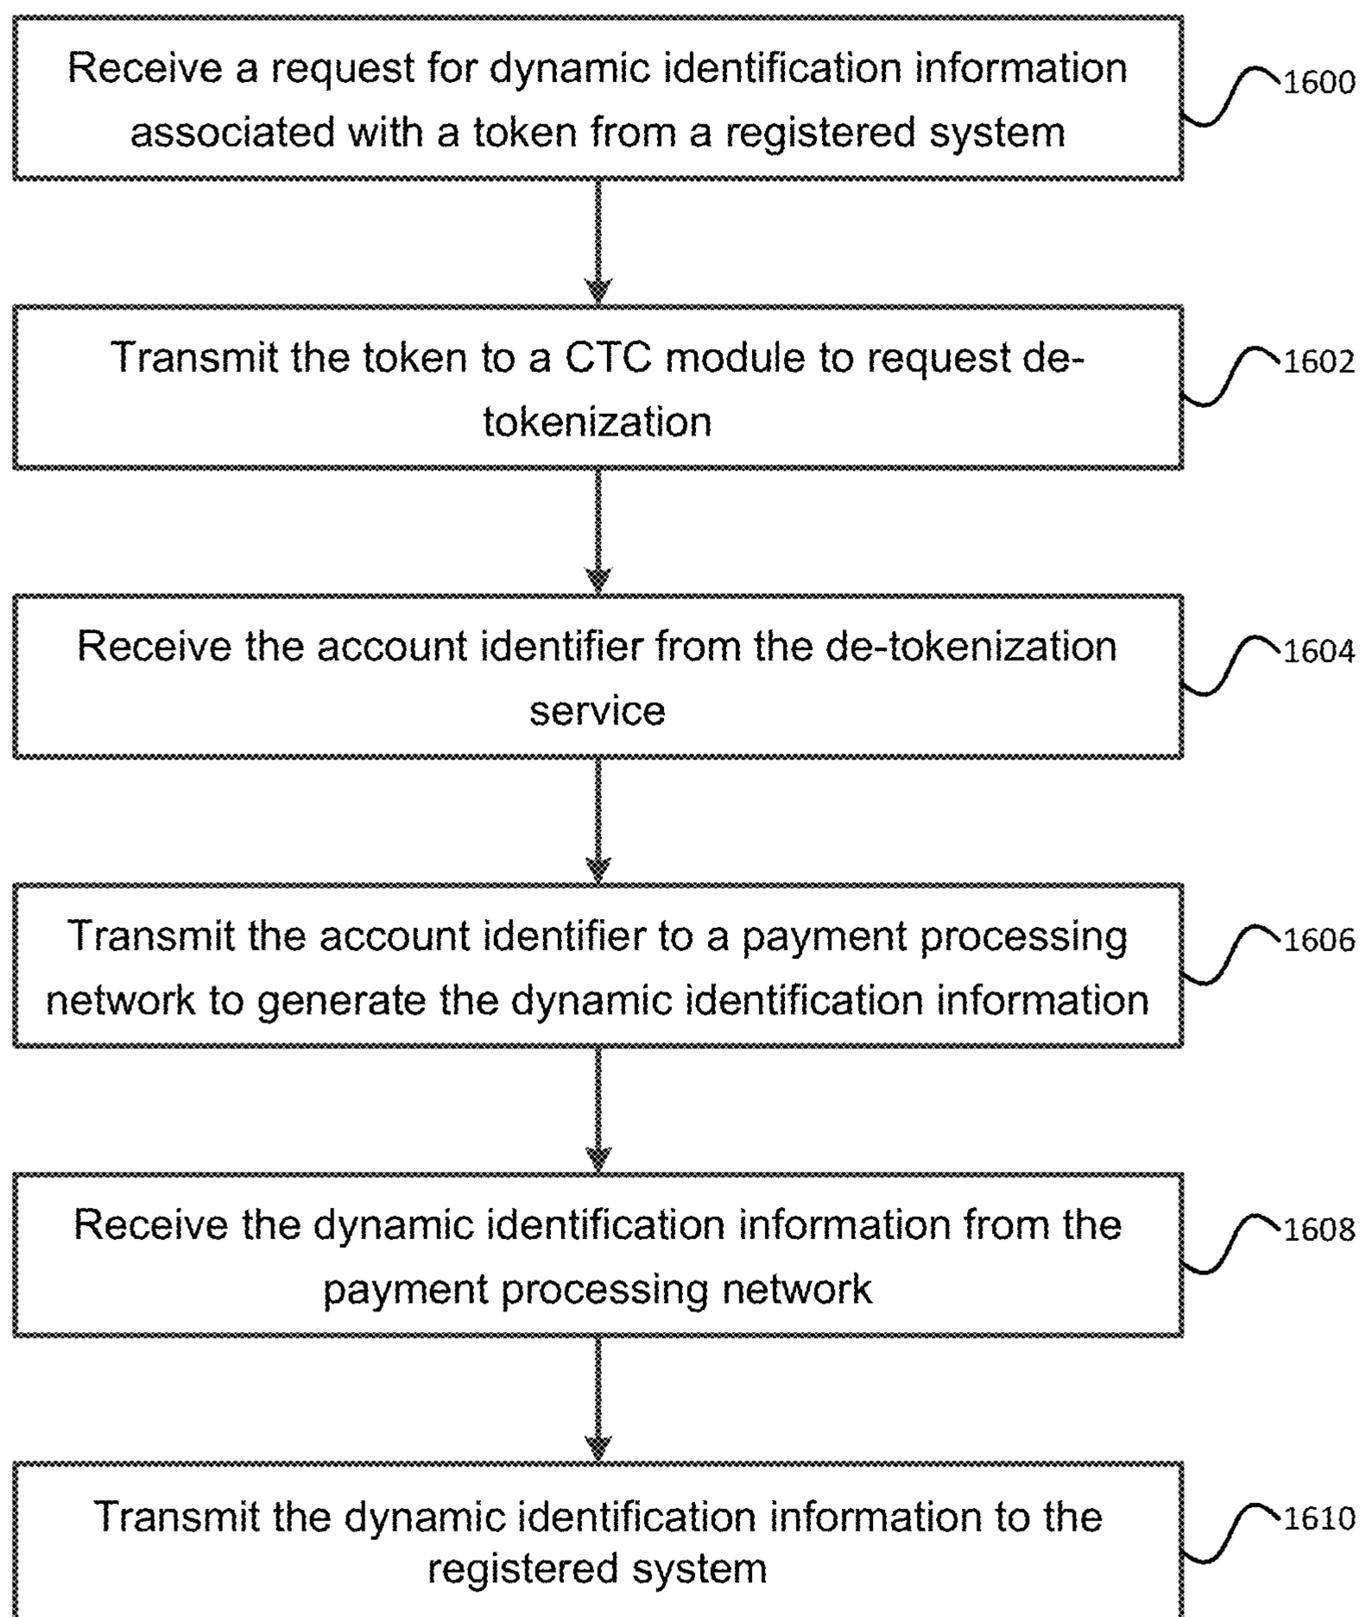 Receive a request for dynamic identification information
associated with a token from a registered system
1600
Transmit the token to a CTC module to request de-
tokenization
1602
Receive the account identifier from the de-tokenization
service
1604
Transmit the account identifier to a payment processing
network to generate the dynamic identification information
1606
Receive the dynamic identification information from the
payment processing network
1608
Transmit the dynamic identification information to the
registered system
1610